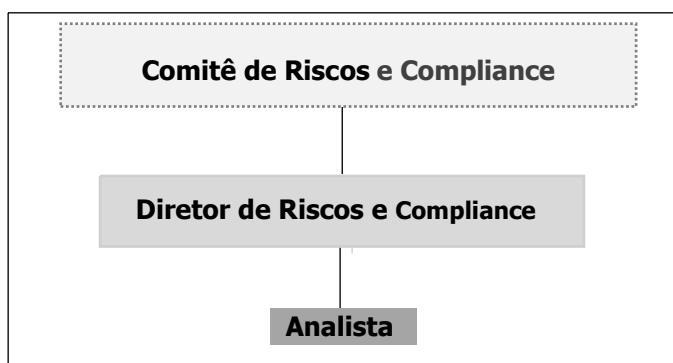 Comitê de Riscos e Compliance
Diretor de Riscos e Compliance
Analista